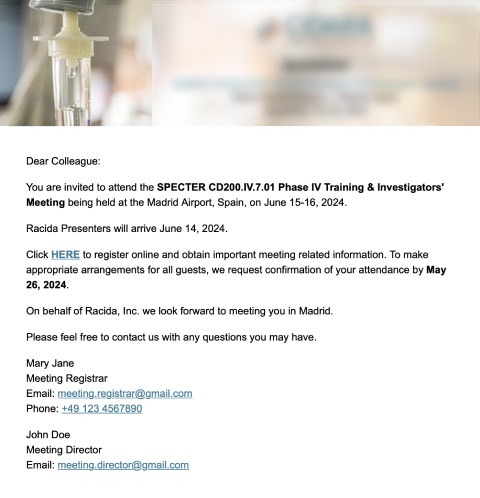 Dear Colleague:
You are invited to attend the SPECTER CD200.IV.7.01 Phase IV Training & Investigators'
Meeting being held at the Madrid Airport, Spain, on June 15-16, 2024.
Racida Presenters will arrive June 14, 2024.
Click HERE to register online and obtain important meeting related information. To make
appropriate arrangements for all guests, we request confirmation of your attendance by May
26, 2024.
On behalf of Racida, Inc. we look forward to meeting you in Madrid.
Please feel free to contact us with any questions you may have.
Mary Jane
Meeting Registrar
Email: meeting.registrar@gmail.com
Phone: +49 123 4567890
John Doe
Meeting Director
Email: meeting.director@gmail.com